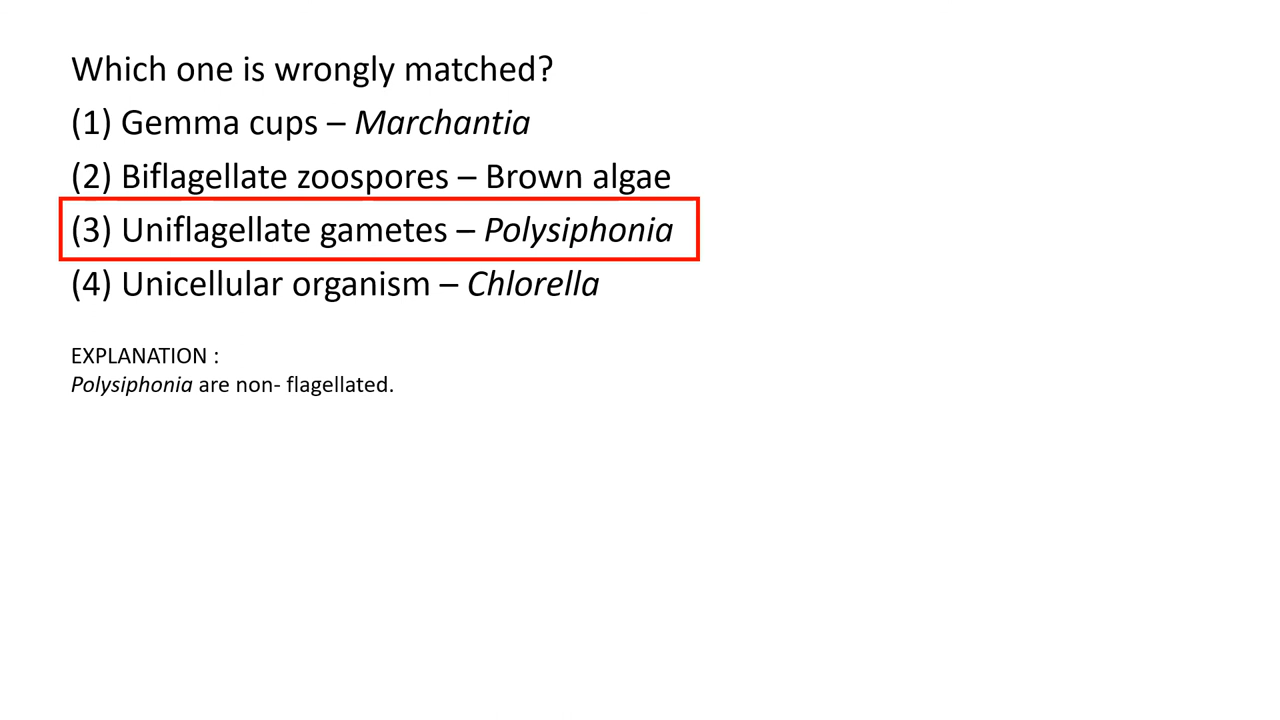 Which one is wrongly matched?
(1) Gemma cups – Marchantia
(2) Biflagellate zoospores – Brown algae
(3) Uniflagellate gametes – Polysiphonia
(4) Unicellular organism – Chlorella
EXPLANATION :
Polysiphonia are non- flagellated.